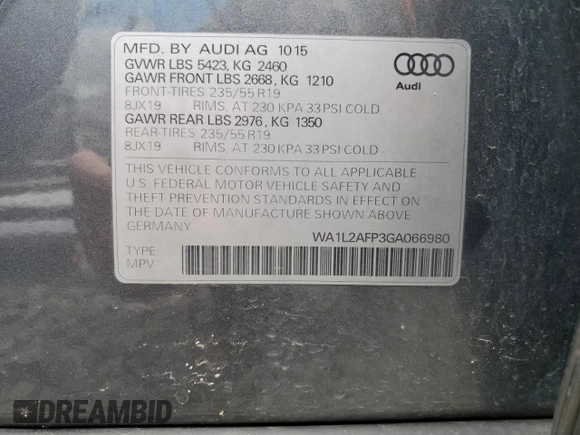 MFD. BY AUDI AG 10 15
GVWR LBS 5423, KG 2460
GAWR FRONT LBS 2668, KG 1210
FRONT-TIRES 235/55 R19
8JX19 RIMS, AT 230 KPA 33 PSI COLD
GAWR REAR LBS 2976, KG 1350
REAR-TIRES 235/55 R19
8JX19 RIMS, AT 230 KPA 33 PSI COLD
Audi
THIS VEHICLE CONFORMS TO ALL APPLICABLE
U.S. FEDERAL MOTOR VEHICLE SAFETY AND
THEFT PREVENTION STANDARDS IN EFFECT ON
THE DATE OF MANUFACTURE SHOWN ABOVE
GERMANY
WA1L2AFP3GA066980
TYPE
MPV
DREAMBID